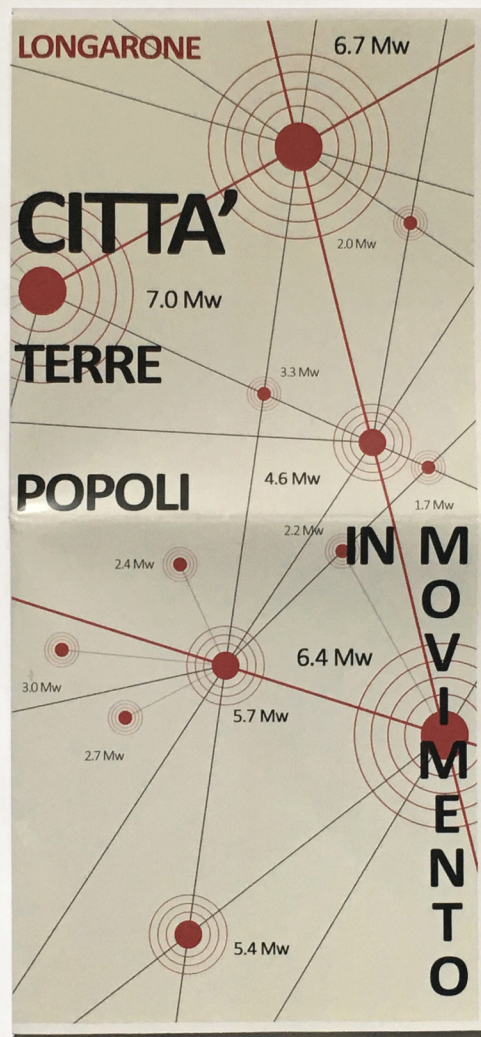 LONGARONE
6.7 Mw
CITTA’
2.0 Mw
7.0 Mw
TERRE
3.3 Mw
4.6 Mw
POPOLI
1.7 Mw
2.2 Mw
IN
MOVIMENTO
2.4 Mw
6.4 Mw
3.0 Mw
5.7 Mw
2.7 Mw
5.4 Mw